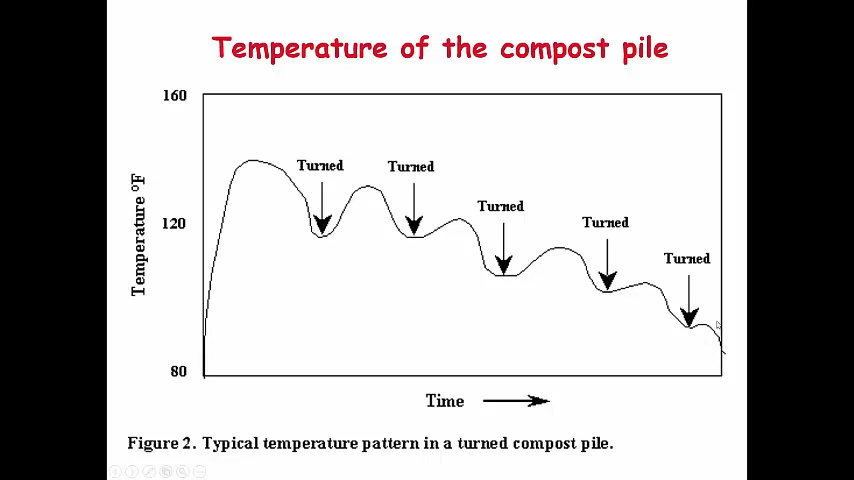 Temperature of the compost pile
160
Turned
Turned
Turned
120
Turned
Temperature °F
Turned
80
Time
Figure 2. Typical temperature pattern in a turned compost pile.